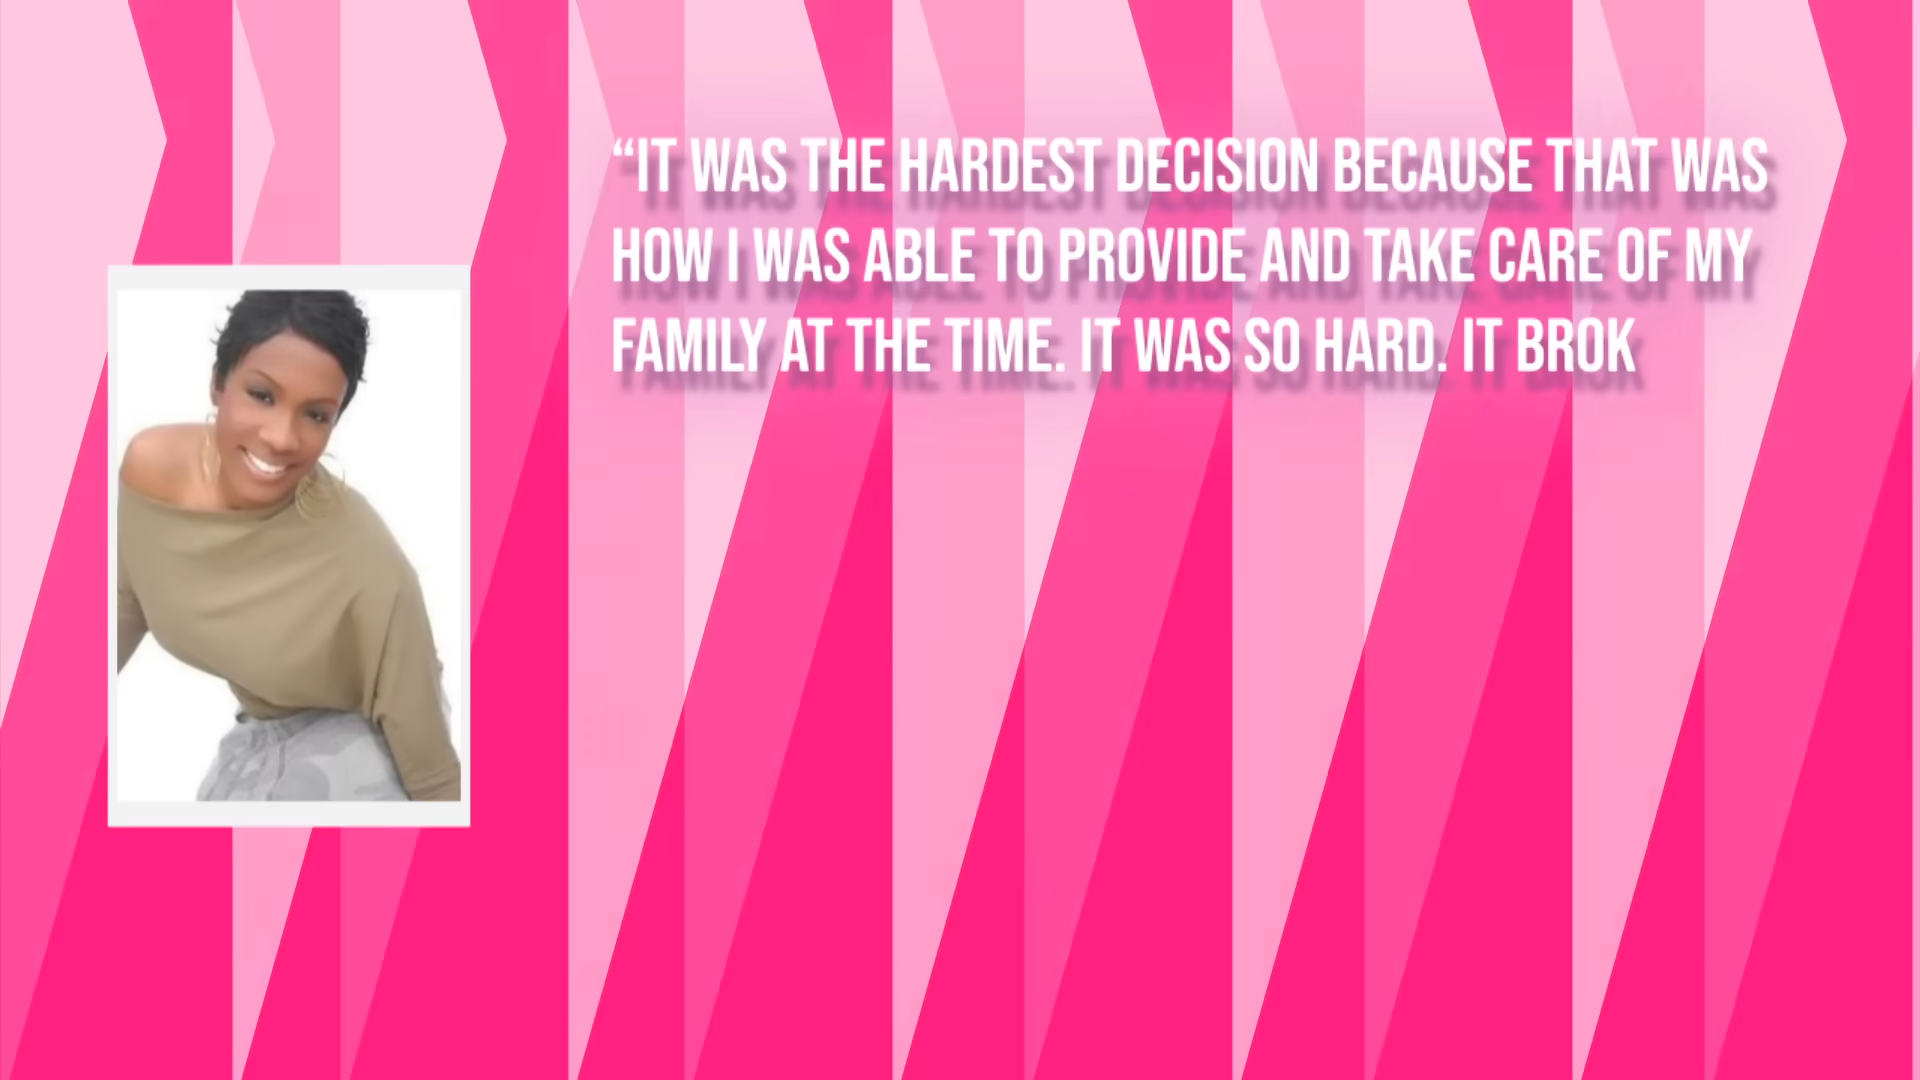 “IT WAS THE HARDEST DECISION BECAUSE THAT WAS
HOW I WAS ABLE TO PROVIDE AND TAKE CARE OF MY
FAMILY AT THE TIME. IT WAS SO HARD. IT BROK